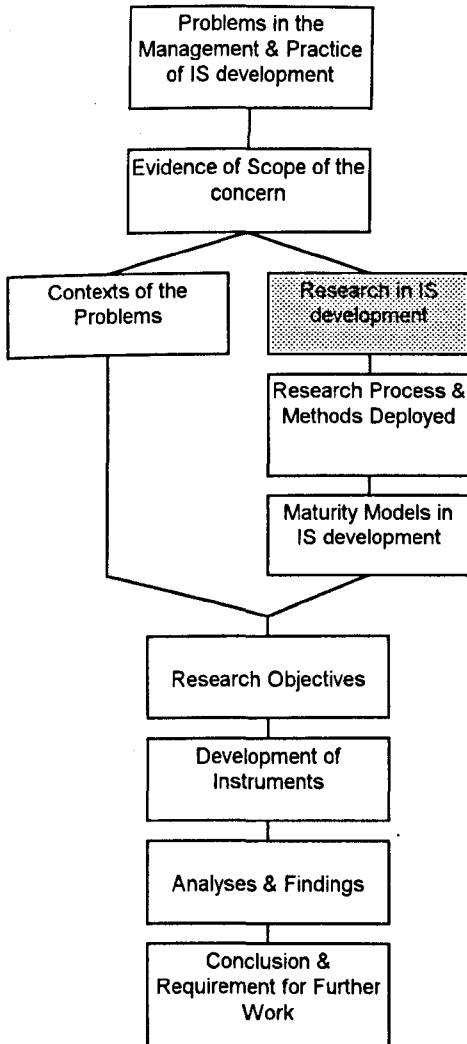 Problems in the
Management & Practice
of IS development
Evidence of Scope of the
concern
Contexts of the
Problems
Research in IS
development
Research Process &
Methods Deployed
Maturity Models in
IS development
Research Objectives
Development of
Instruments
Analyses & Findings
Conclusion &
Requirement for Further
Work